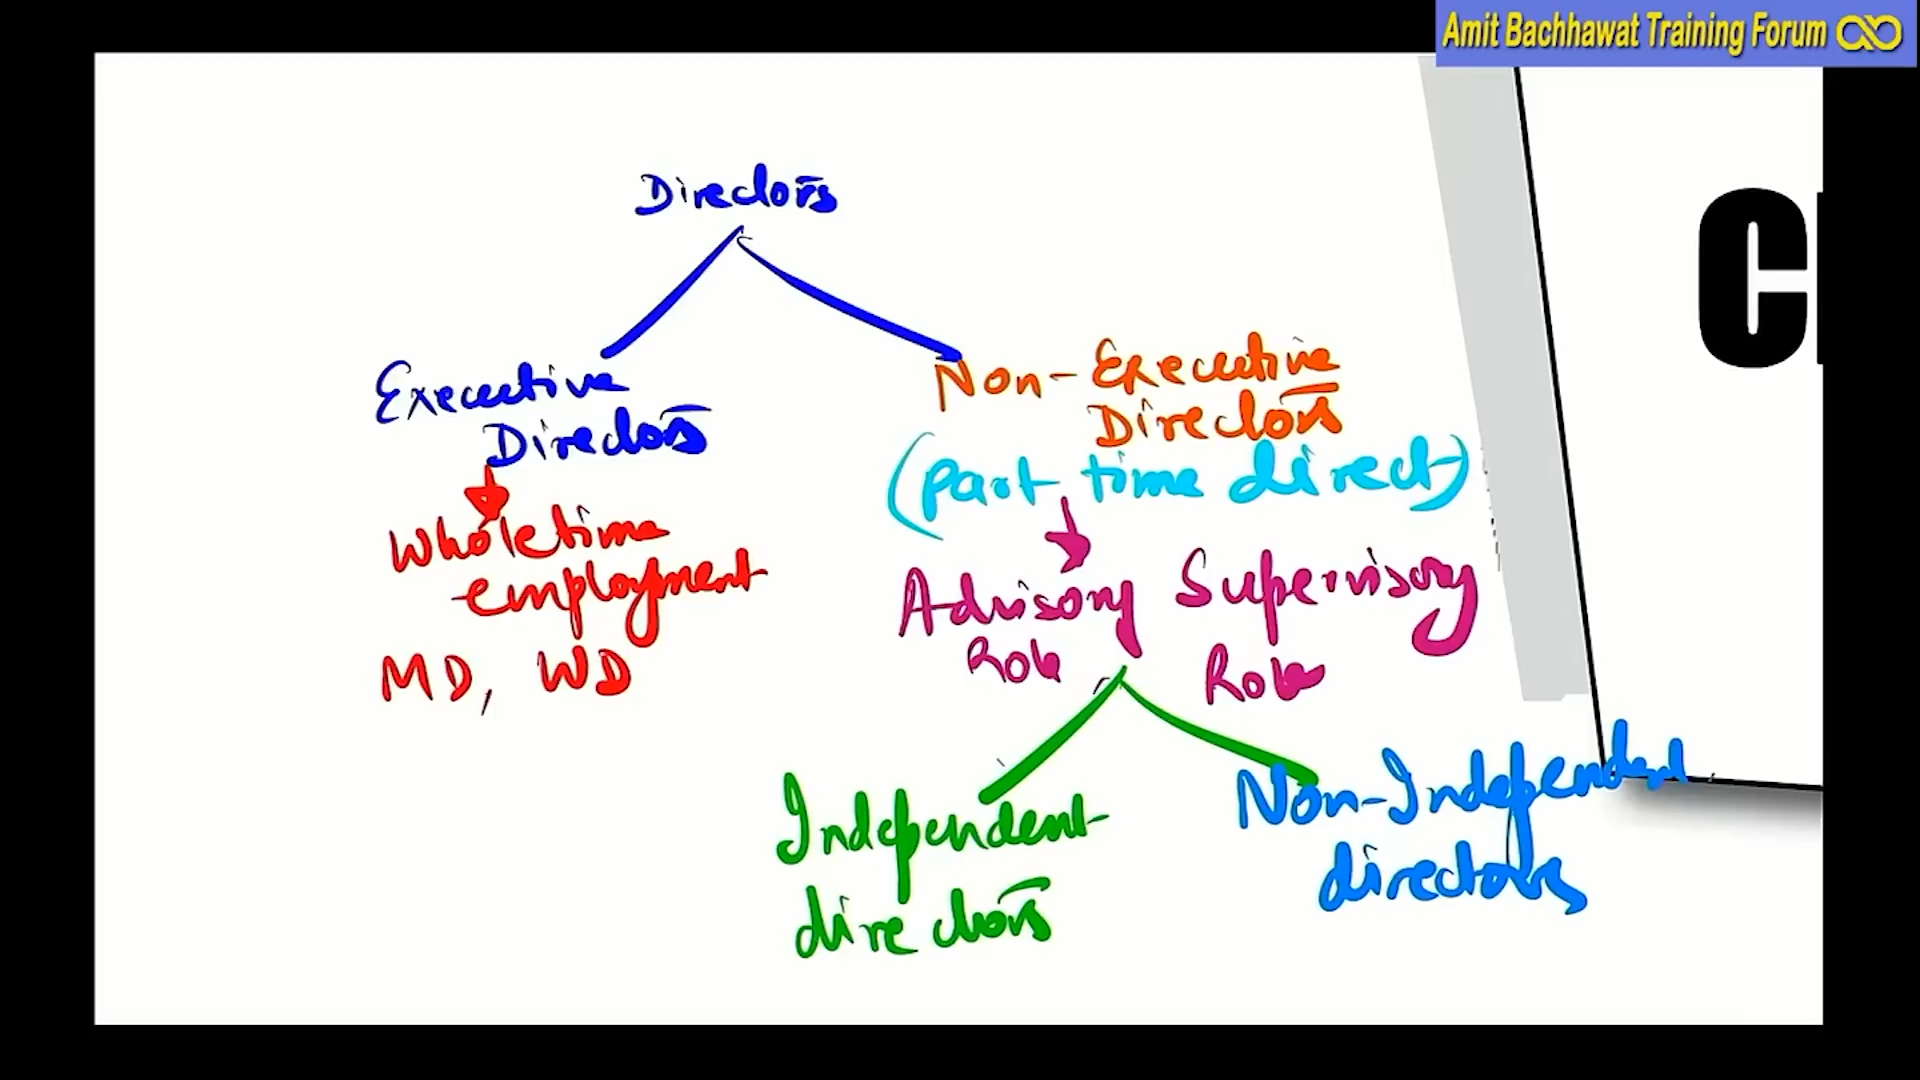 Amit Bachhawat Training Forum
Directors
Executive
Directors
Wholetime
employment
MD, WD
Non-Executive
Directors
(part time direct)
Advisory Supervisory
Role Role
Independent
directors
Non-Independent
directors
C